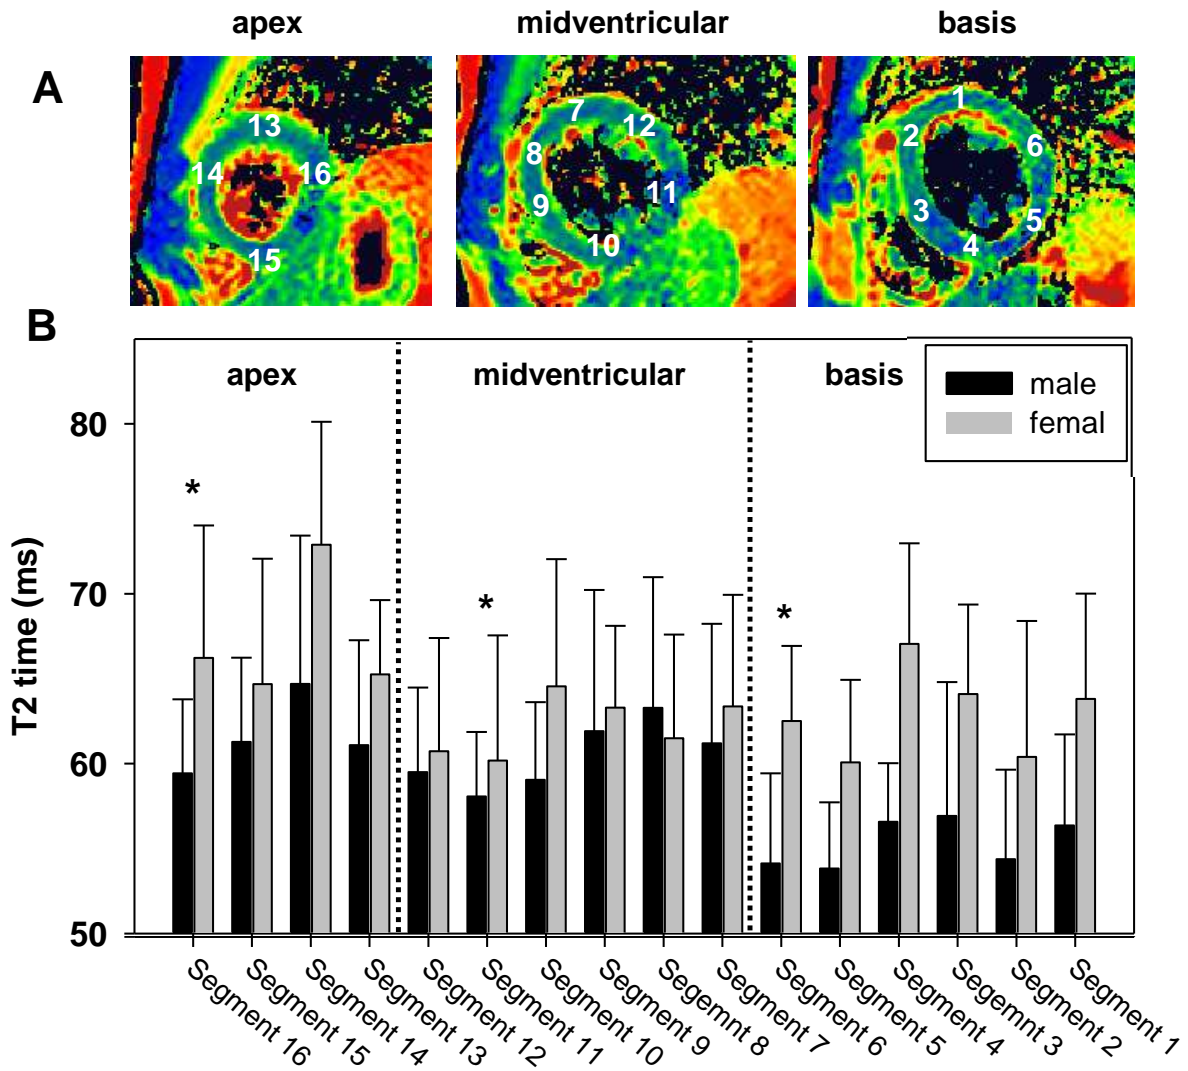 apex midventricular basis
A
13
14
16
15
7
12
8
11
9
10
1
2
6
3
5
4
B
apex midventricular basis
male
femal
80
70
60
50
T2 time (ms)
*
*
*
Segment 16
Segment 15
Segment 14
Segment 13
Segment 12
Segment 11
Segment 10
Segment 9
Segemnt 8
Segment 7
Segment 6
Segment 5
Segment 4
Segemnt 3
Segment 2
Segment 1